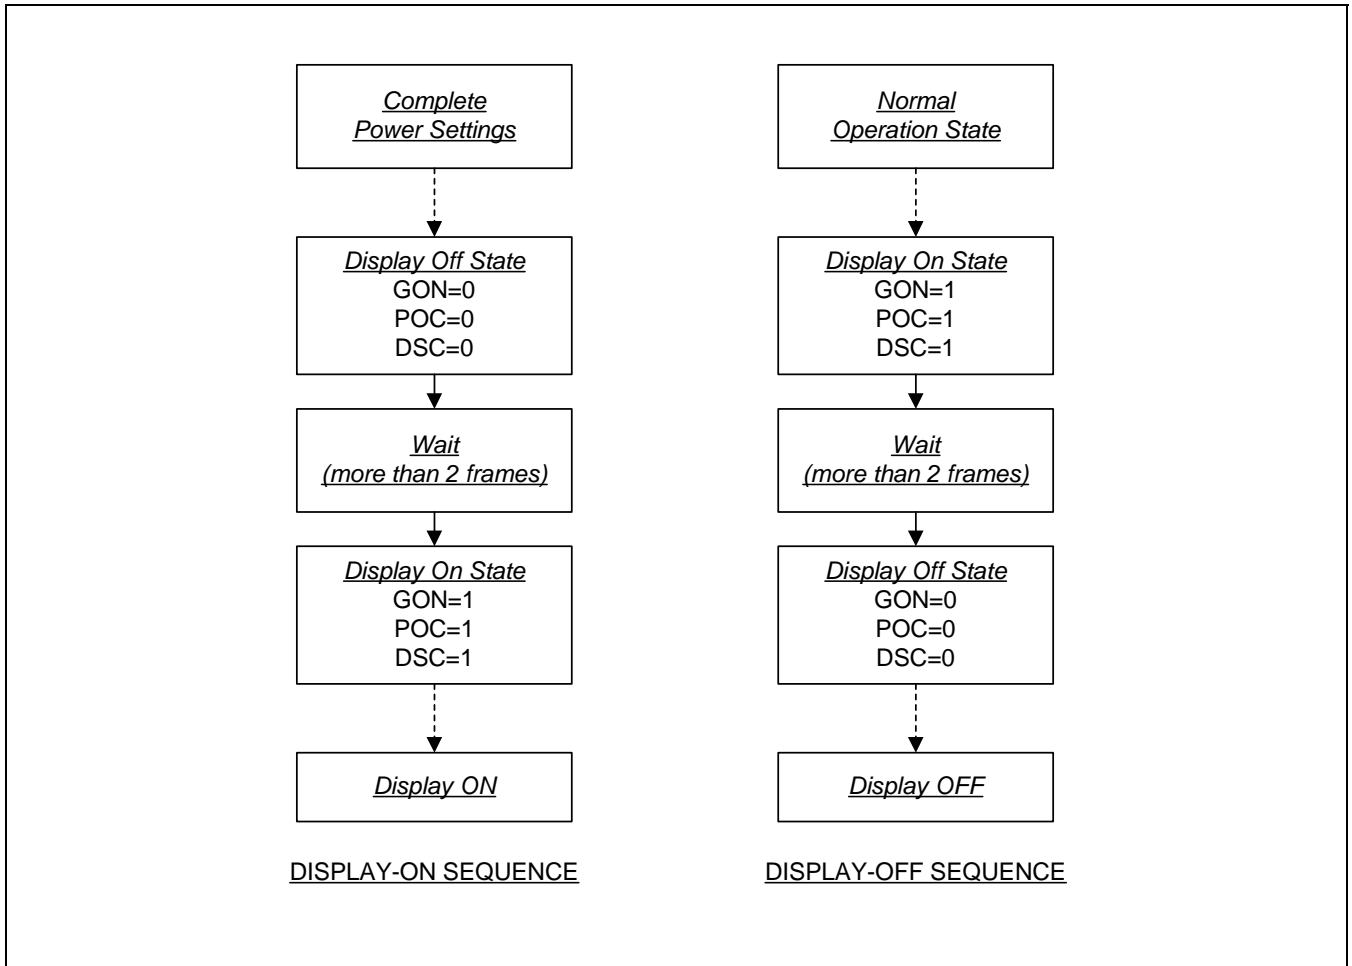 Complete
Power Settings
Display Off State
GON=0
POC=0
DSC=0
Wait
(more than 2 frames)
Display On State
GON=1
POC=1
DSC=1
Display ON
DISPLAY-ON SEQUENCE
Normal
Operation State
Display On State
GON=1
POC=1
DSC=1
Wait
(more than 2 frames)
Display Off State
GON=0
POC=0
DSC=0
Display OFF
DISPLAY-OFF SEQUENCE